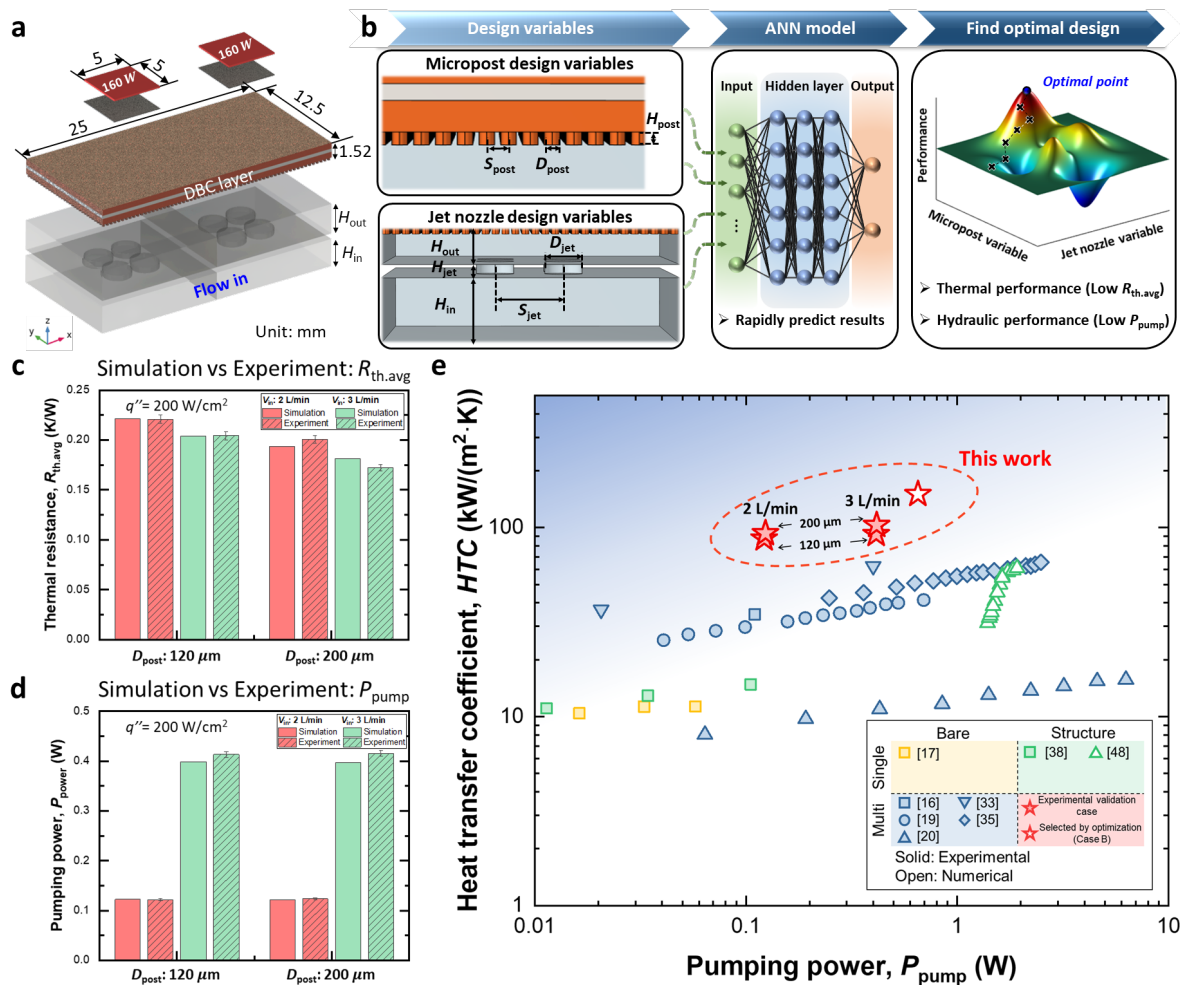 a
160 W
160 W
5
5
25
12.5
1.52
DBC layer
H_out
H_in
Flow in
z
y
x
Unit: mm
b
Design variables
ANN model
Find optimal design
Micropost design variables
H_post
S_post
D_post
Jet nozzle design variables
H_out
D_jet
H_jet
H_in
S_jet
Input
Hidden layer
Output
⋮
➢ Rapidly predict results
Optimal point
Performance
Micropost variable
Jet nozzle variable
➢ Thermal performance (Low R_th.avg)
➢ Hydraulic performance (Low P_pump)
c
Simulation vs Experiment: R_th.avg
q''= 200 W/cm²
V_in: 2 L/min V_in: 3 L/min
Simulation Simulation
Experiment Experiment
Thermal resistance, R_th.avg (K/W)
0.25
0.20
0.15
0.10
0.05
0.00
D_post: 120 μm
D_post: 200 μm
d
Simulation vs Experiment: P_pump
q''= 200 W/cm²
V_in: 2 L/min V_in: 3 L/min
Simulation Simulation
Experiment Experiment
Pumping power, P_power (W)
0.5
0.4
0.3
0.2
0.1
0.0
D_post: 120 μm
D_post: 200 μm
e
This work
2 L/min
3 L/min
200 μm
120 μm
Heat transfer coefficient, HTC (kW/(m²·K))
100
10
1
0.01
0.1
1
10
Pumping power, P_pump (W)
Bare
Structure
Single
[17]
[38]
[48]
Multi
[16]
[33]
[19]
[35]
[20]
Experimental validation case
Selected by optimization (Case B)
Solid: Experimental
Open: Numerical